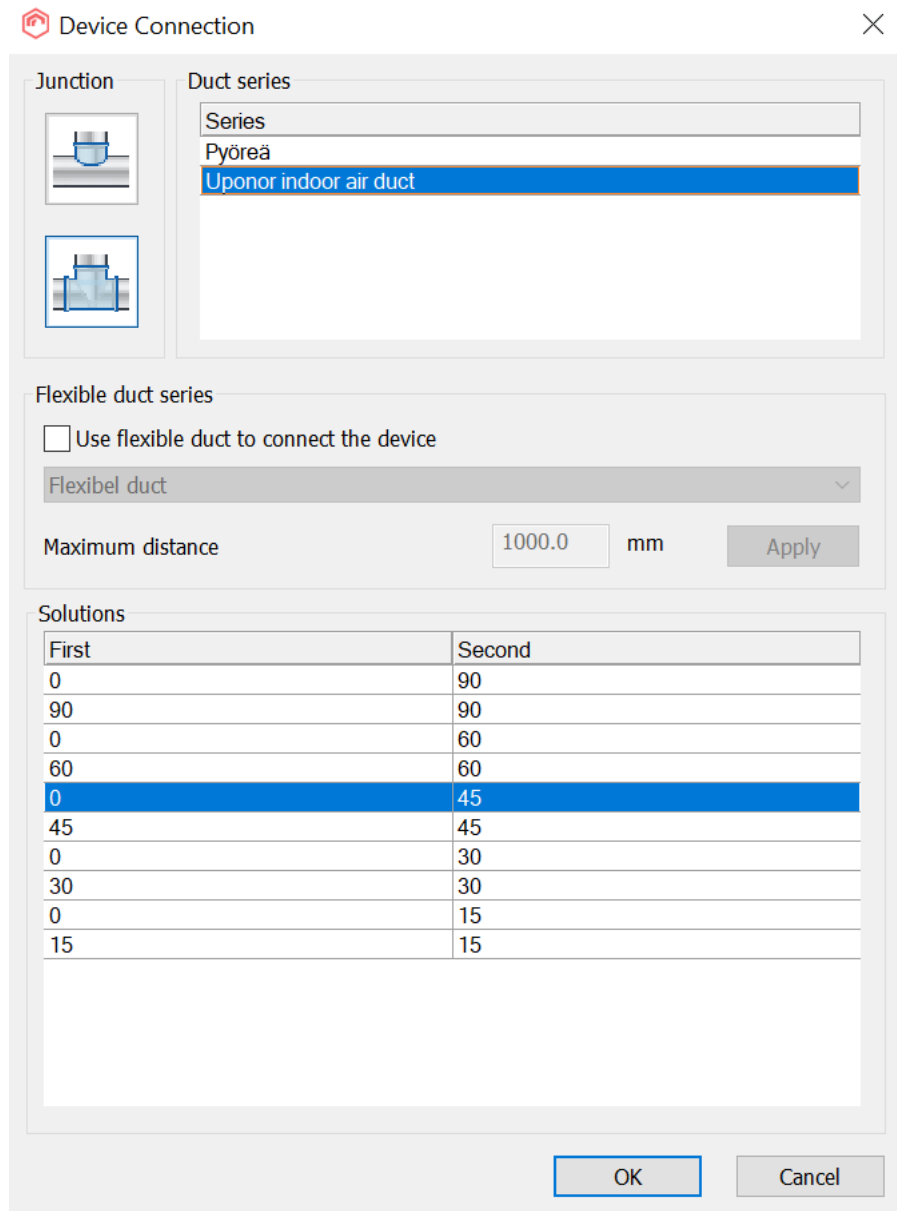 Device Connection
Junction
Duct series
Series
Pyöreä
Uponor indoor air duct
Flexible duct series
Use flexible duct to connect the device
Flexibel duct
Maximum distance 1000.0 mm Apply
Solutions
First Second
0 90
90 90
0 60
60 60
0 45
45 45
0 30
30 30
0 15
15 15
OK Cancel